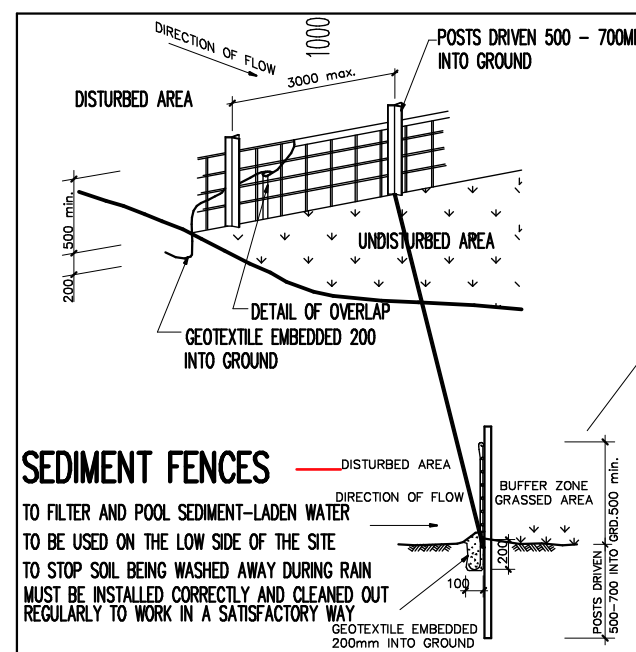 DIRECTION OF FLOW
1000
POSTS DRIVEN 500 - 700M
INTO GROUND
3000 max.
DISTURBED AREA
500 min.
200
UNDISTURBED AREA
DETAIL OF OVERLAP
GEOTEXTILE EMBEDDED 200
INTO GROUND
SEDIMENT FENCES
DISTURBED AREA
BUFFER ZONE
GRASSED AREA
DIRECTION OF FLOW
TO FILTER AND POOL SEDIMENT-LADEN WATER
TO BE USED ON THE LOW SIDE OF THE SITE
TO STOP SOIL BEING WASHED AWAY DURING RAIN
MUST BE INSTALLED CORRECTLY AND CLEANED OUT
REGULARLY TO WORK IN A SATISFACTORY WAY
200
100
GEOTEXTILE EMBEDDED
200mm INTO GROUND
POSTS DRIVEN
500-700 INTO GRD.500 min.